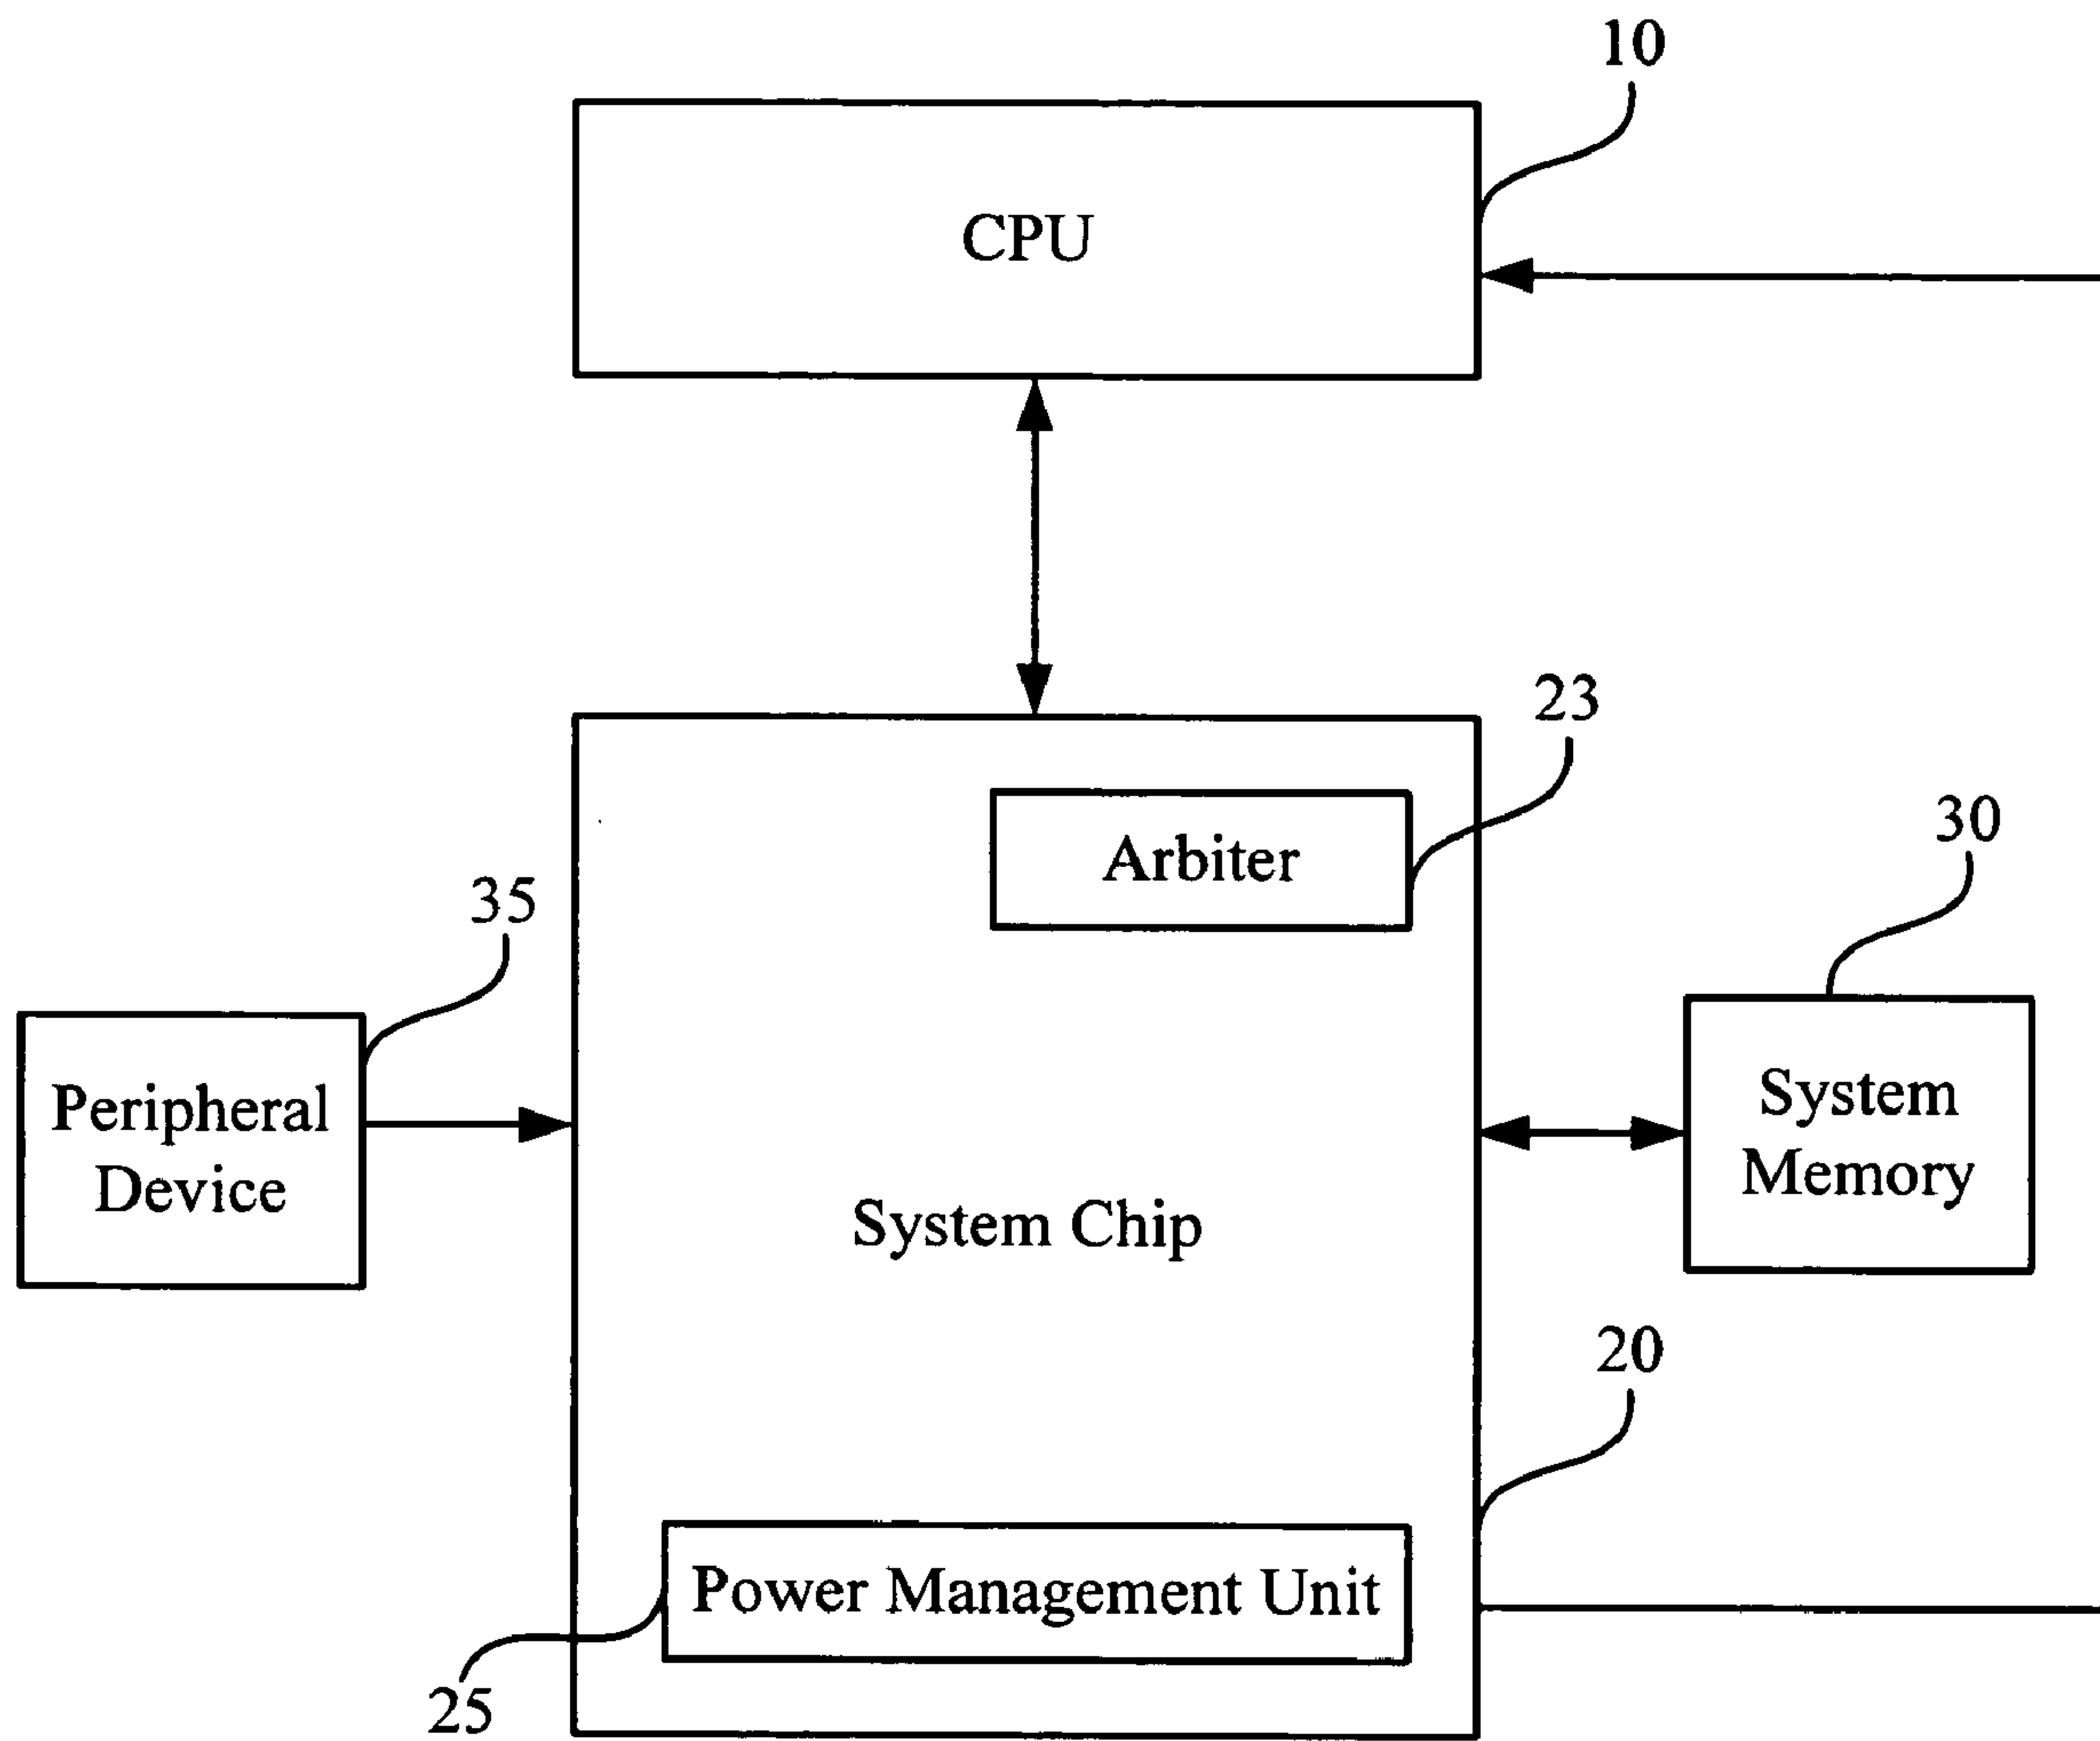 10
CPU
23
Arbiter
30
35
Peripheral
Device
System
Memory
System Chip
20
Power Management Unit
25